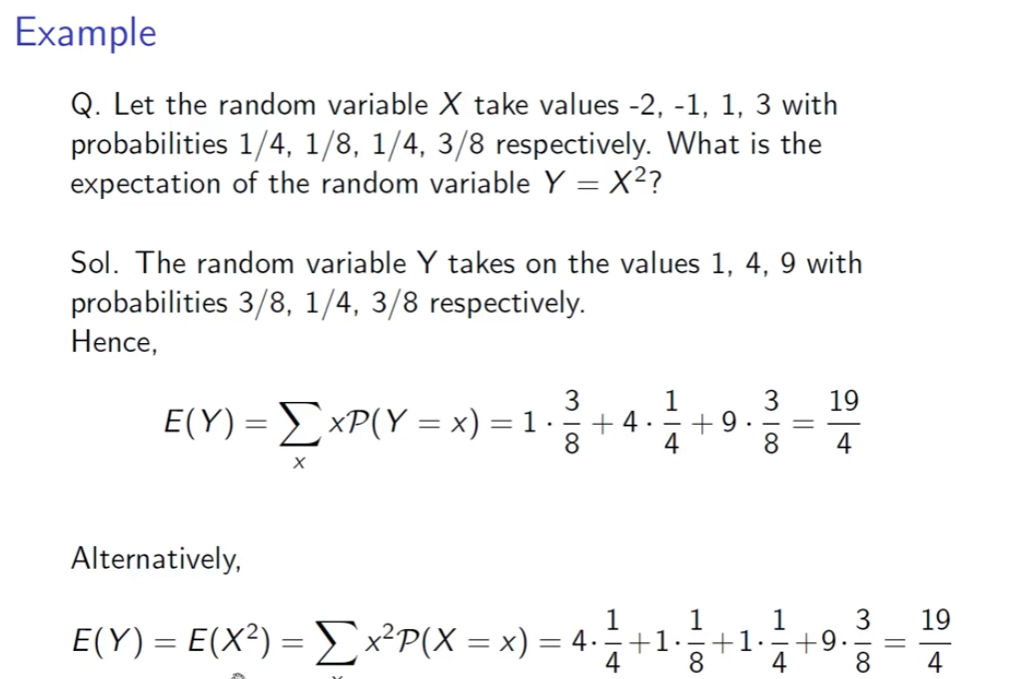 Example
Q. Let the random variable X take values -2, -1, 1, 3 with
probabilities 1/4, 1/8, 1/4, 3/8 respectively. What is the
expectation of the random variable Y = X²?
Sol. The random variable Y takes on the values 1, 4, 9 with
probabilities 3/8, 1/4, 3/8 respectively.
Hence,
E(Y) = ∑ₓ xP(Y = x) = 1 · 3/8 + 4 · 1/4 + 9 · 3/8 = 19/4
Alternatively,
E(Y) = E(X²) = ∑ x²P(X = x) = 4 · 1/4 + 1 · 1/8 + 1 · 1/4 + 9 · 3/8 = 19/4